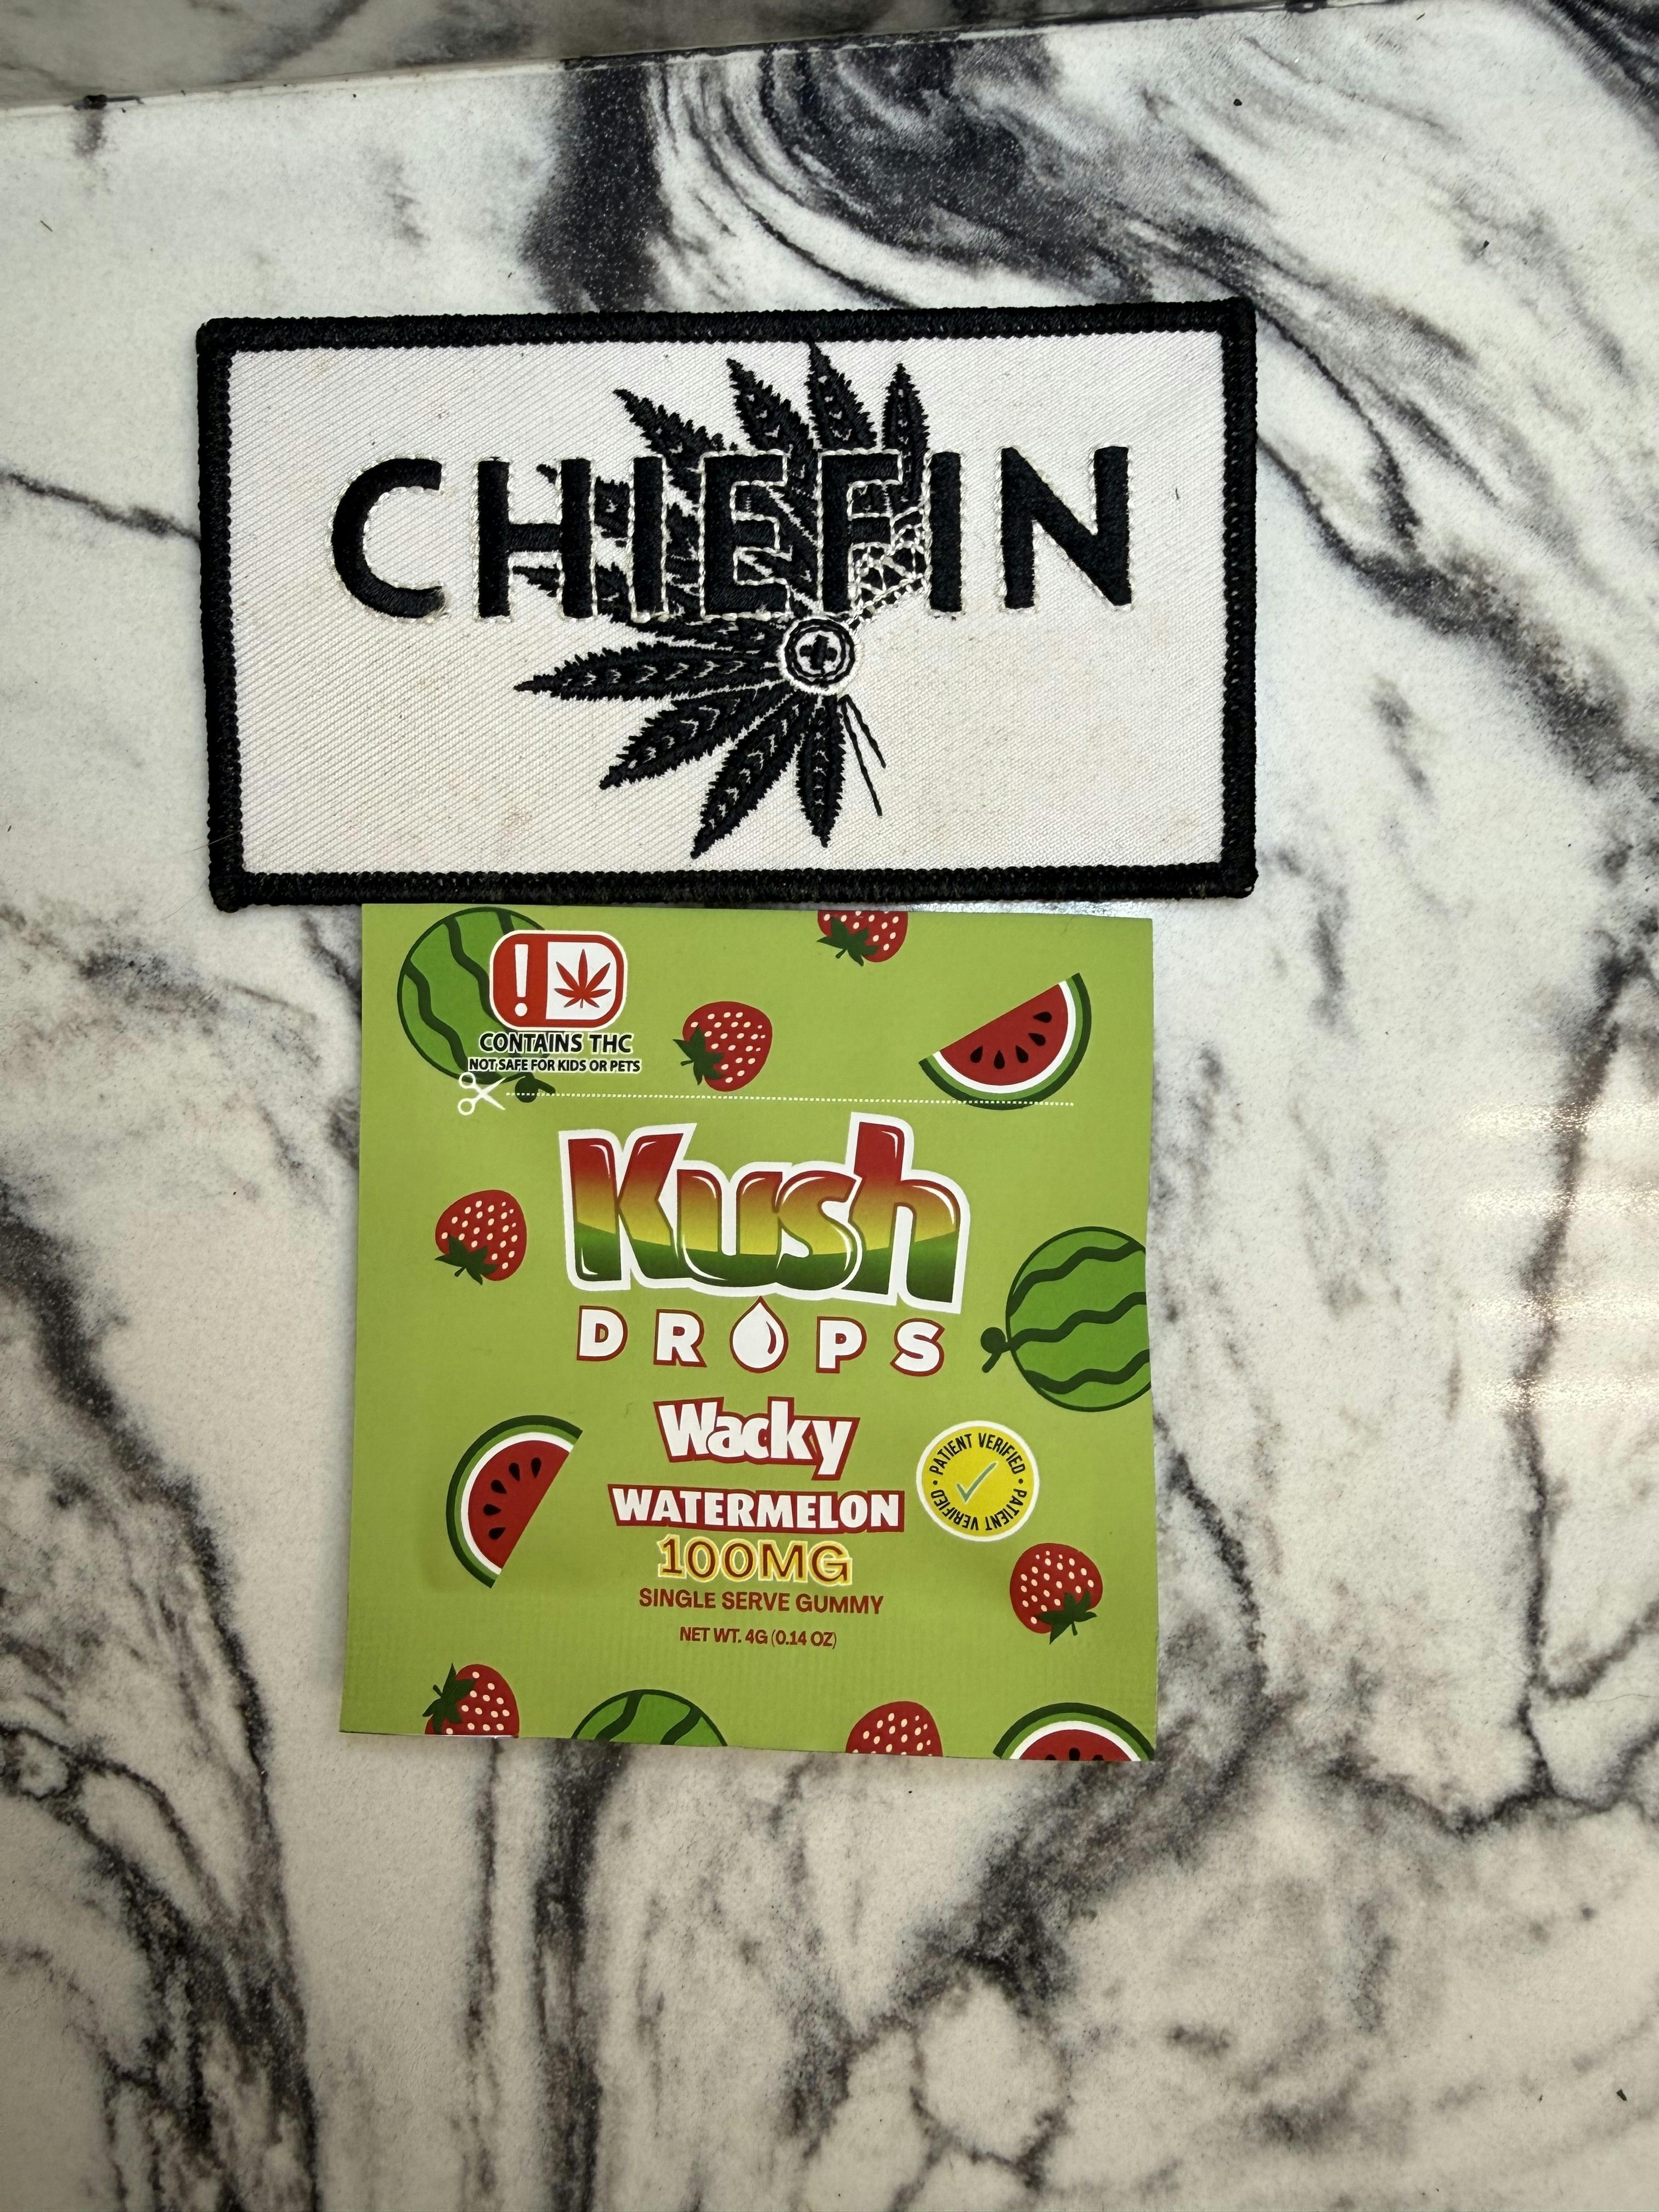 CHIEFIN
CONTAINS THC
NOT SAFE FOR KIDS OR PETS
Kush
DROPS
Wacky
WATERMELON
PATIENT VERIFIED • PATIENT VERIFIED •
100MG
SINGLE SERVE GUMMY
NET WT. 4G (0.14 OZ)